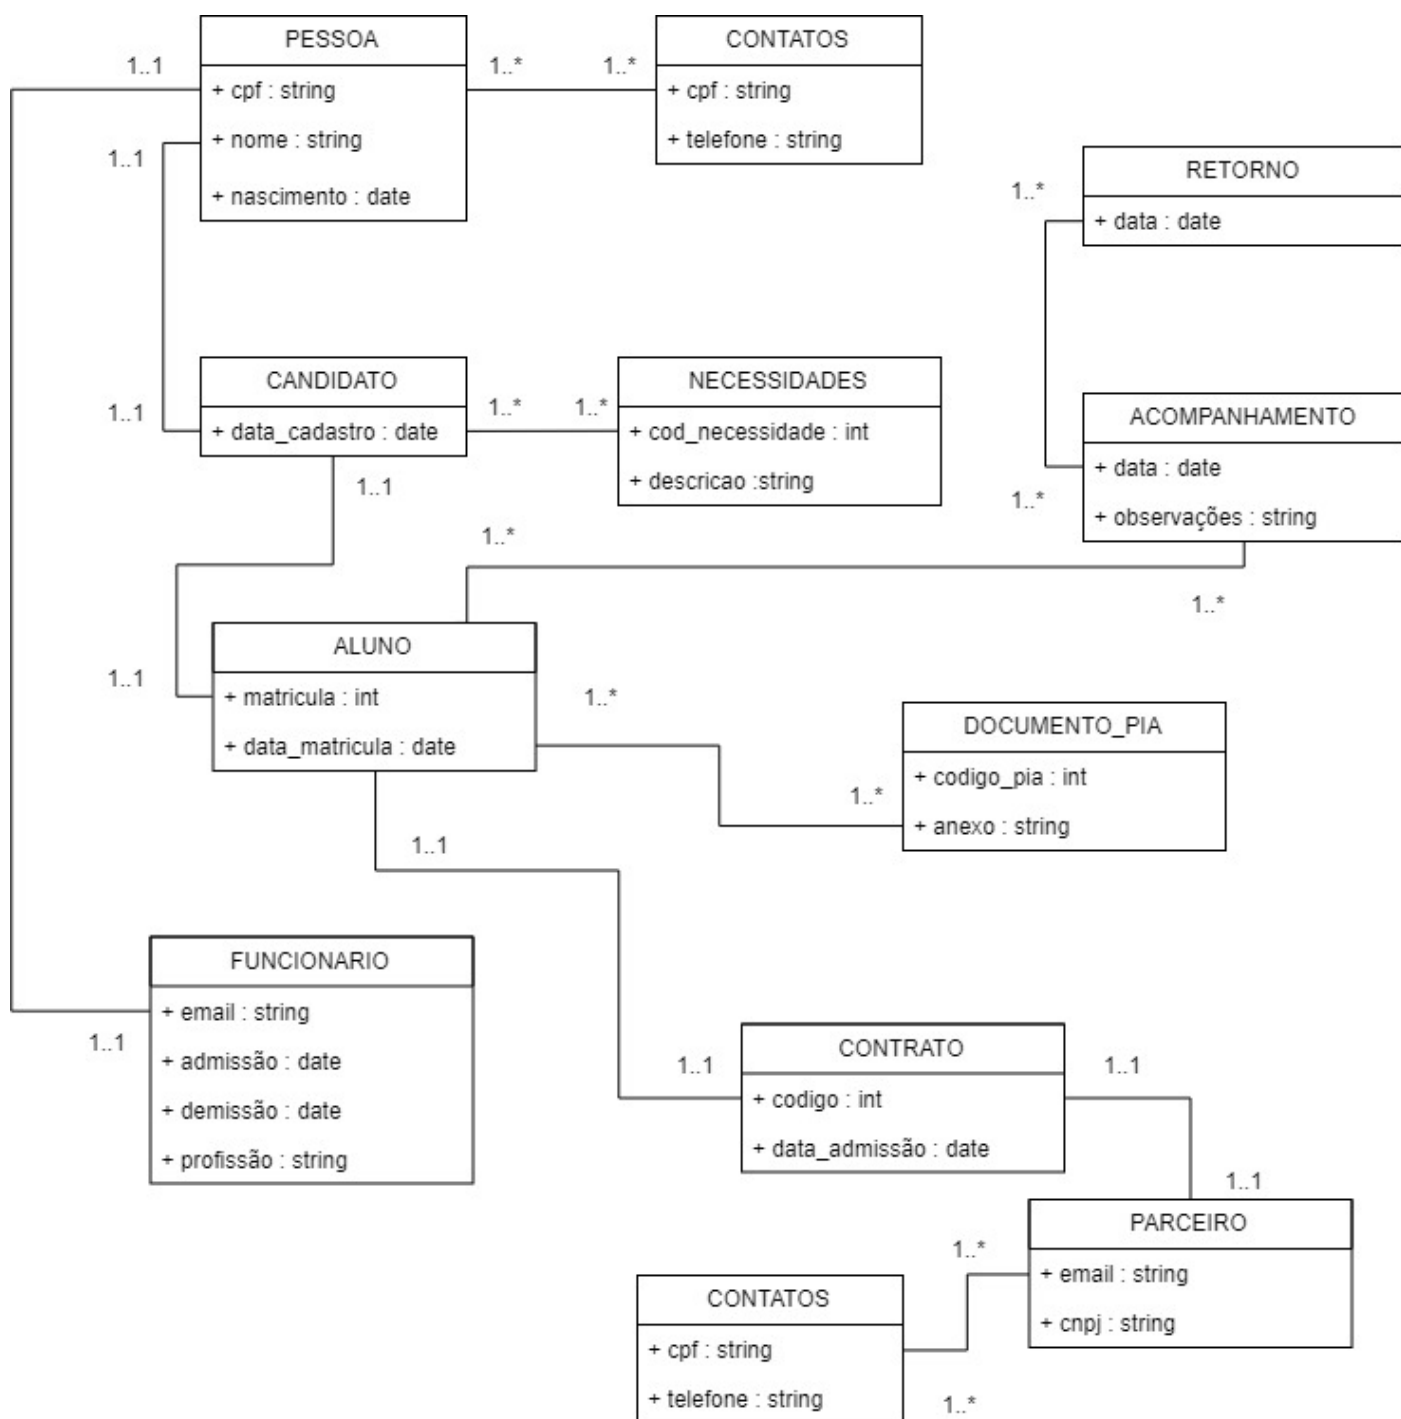 PESSOA
+ cpf : string
+ nome : string
+ nascimento : date
1..1
1..1
1..*
1..*
CONTATOS
+ cpf : string
+ telefone : string
RETORNO
+ data : date
1..*
CANDIDATO
+ data_cadastro : date
1..1
1..1
1..*
1..*
NECESSIDADES
+ cod_necessidade : int
+ descricao :string
ACOMPANHAMENTO
+ data : date
+ observações : string
1..*
1..*
1..*
ALUNO
+ matricula : int
+ data_matricula : date
1..1
1..*
1..1
DOCUMENTO_PIA
+ codigo_pia : int
+ anexo : string
1..*
FUNCIONARIO
+ email : string
+ admissão : date
+ demissão : date
+ profissão : string
1..1
CONTRATO
+ codigo : int
+ data_admissão : date
1..1
1..1
1..1
PARCEIRO
+ email : string
+ cnpj : string
1..*
CONTATOS
+ cpf : string
+ telefone : string
1..*